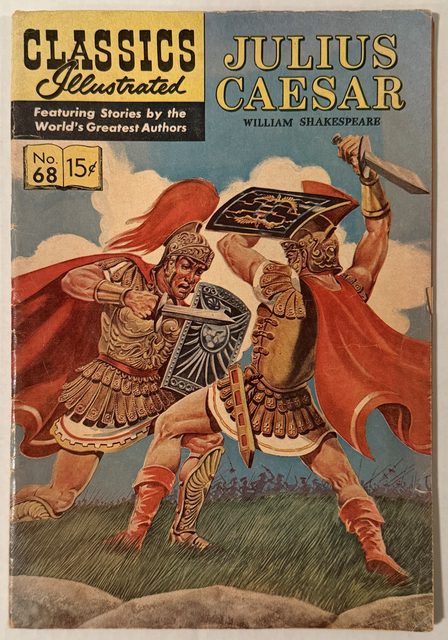 CLASSICS
Illustrated
Featuring Stories by the
World's Greatest Authors
No.
68
15¢
JULIUS
CAESAR
WILLIAM SHAKESPEARE